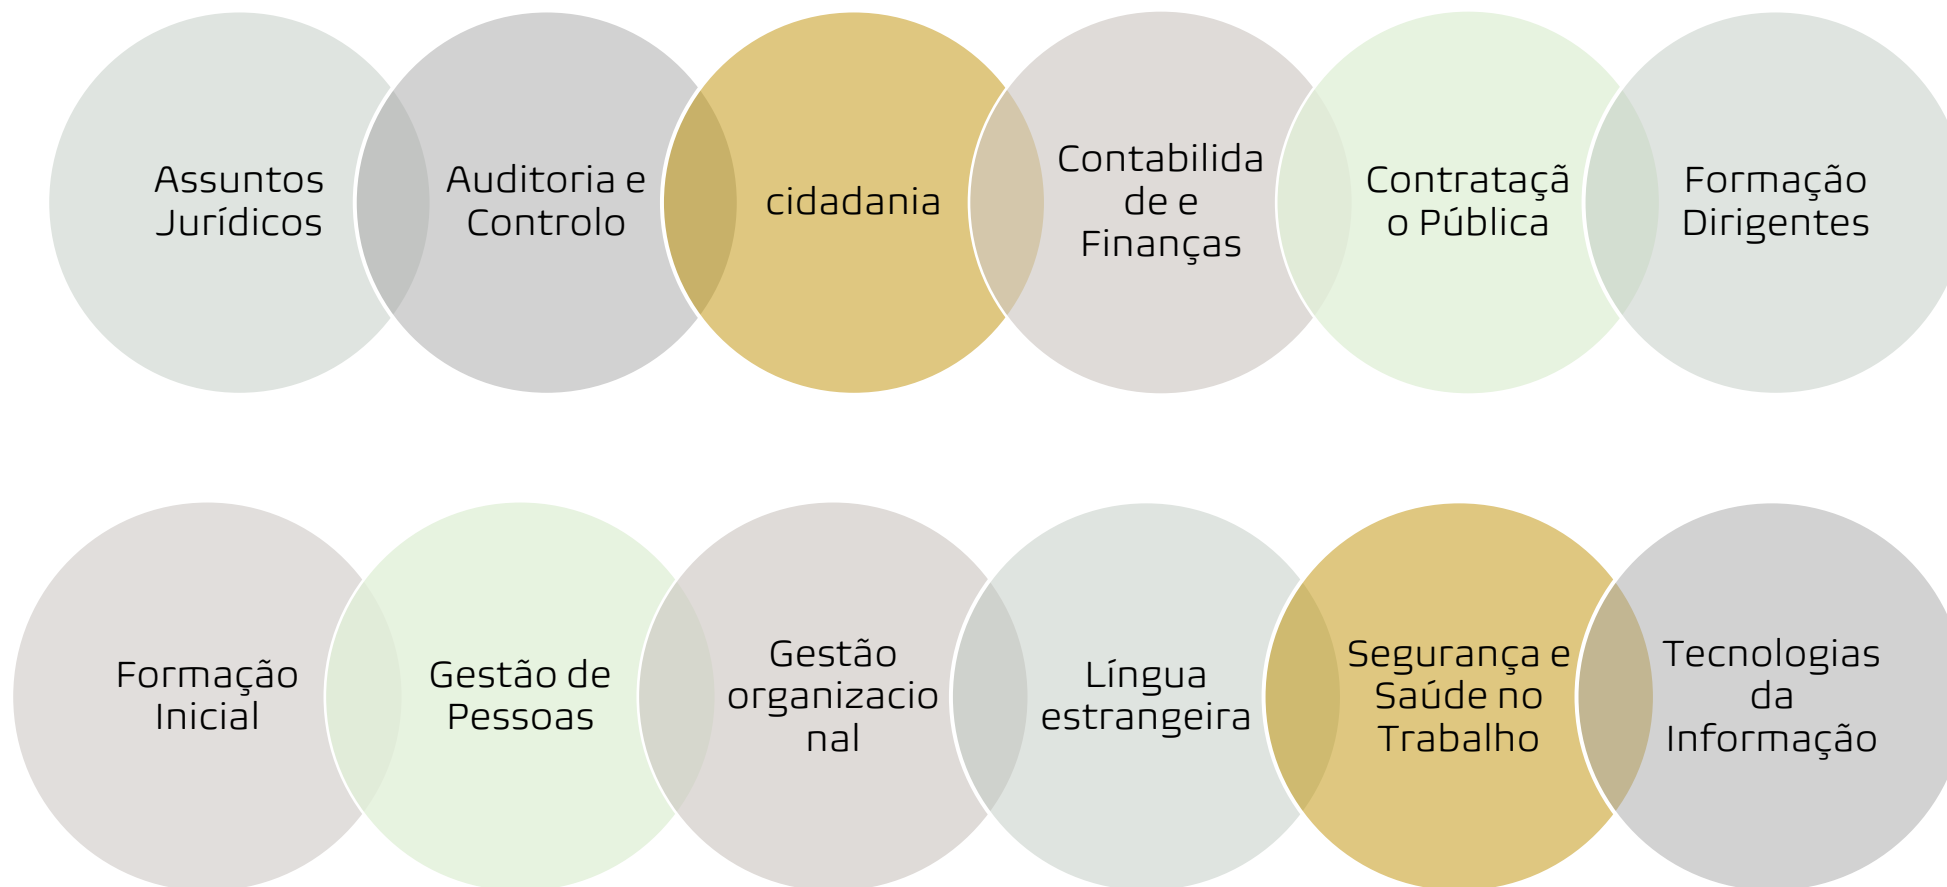 Assuntos
Jurídicos
Auditoria e
Controlo
cidadania
Contabilida
de e
Finanças
Contrataçã
o Pública
Formação
Dirigentes
Formação
Inicial
Gestão de
Pessoas
Gestão
organizacio
nal
Língua
estrangeira
Segurança e
Saúde no
Trabalho
Tecnologias
da
Informação